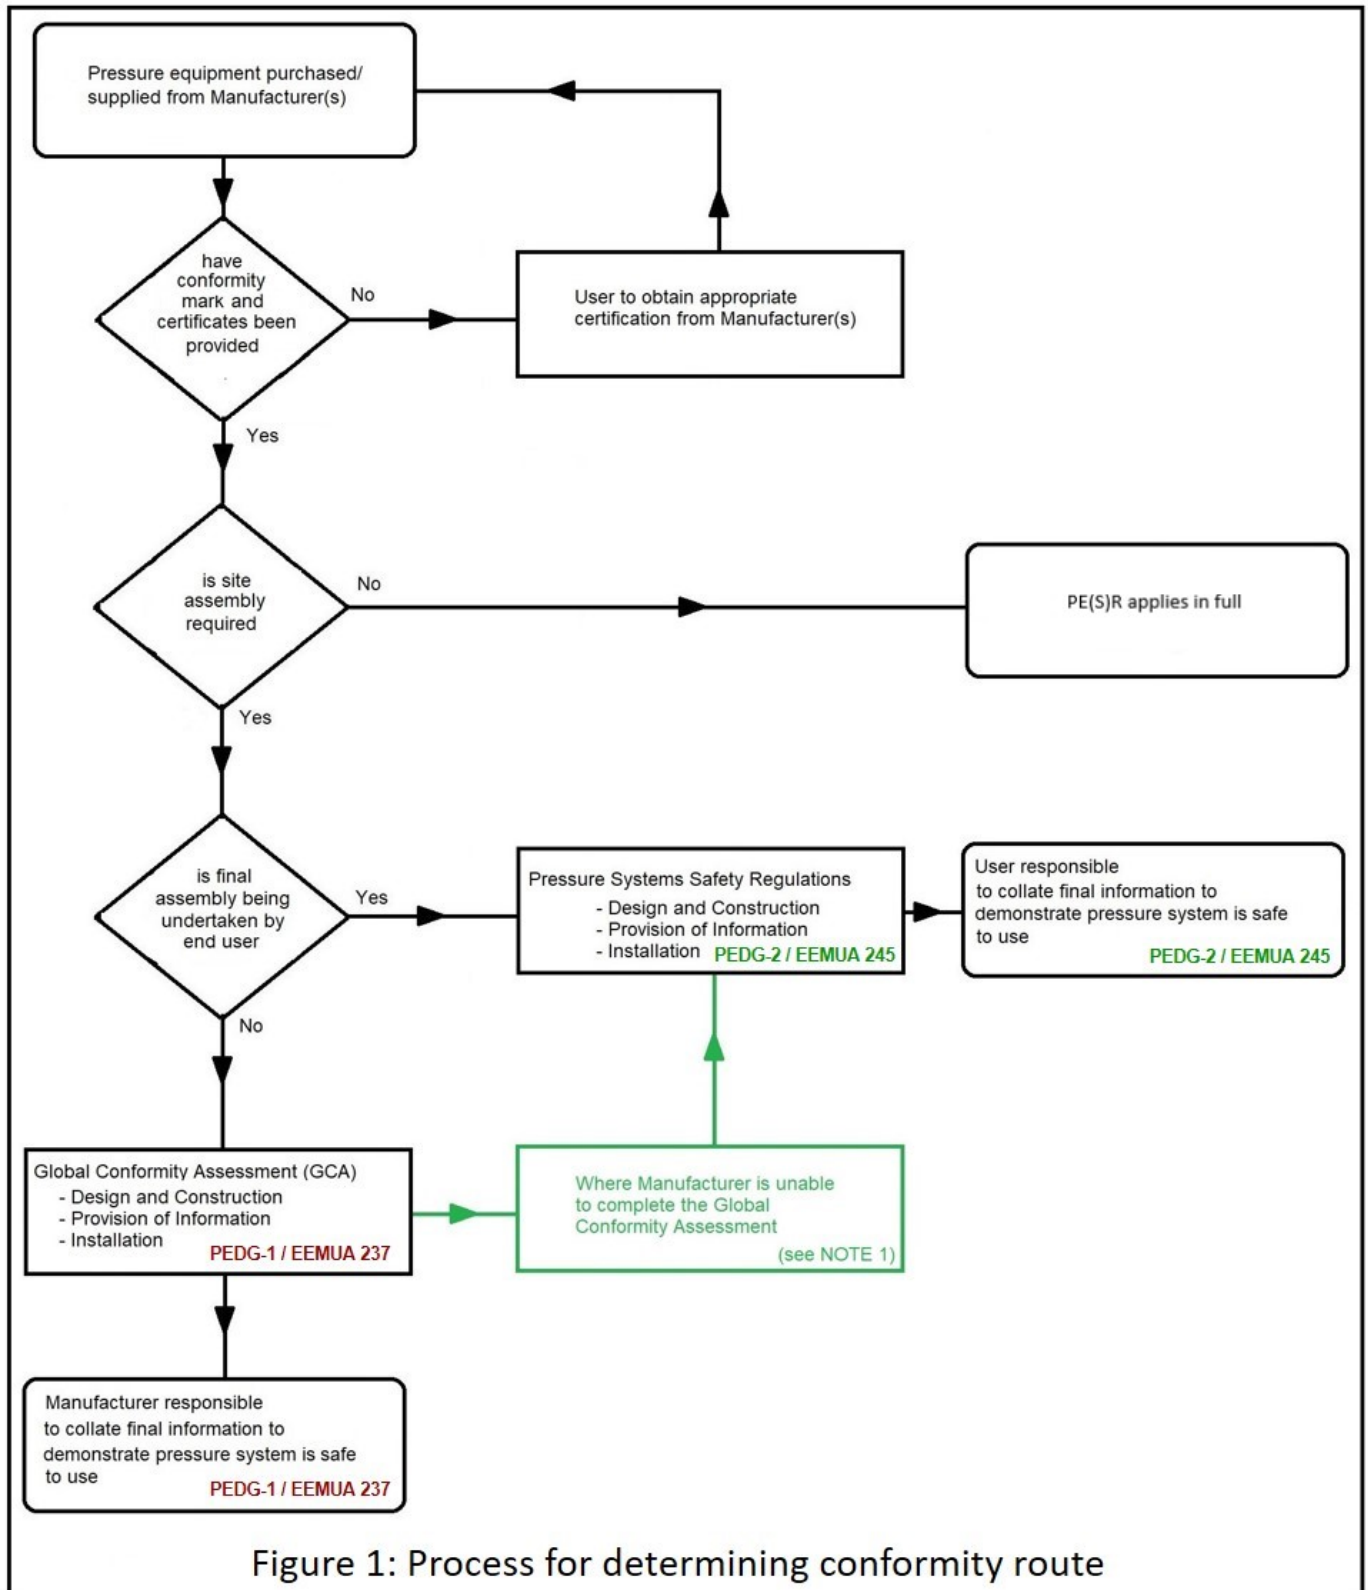 Pressure equipment purchased/
supplied from Manufacturer(s)
have
conformity
mark and
certificates been
provided
No
User to obtain appropriate
certification from Manufacturer(s)
Yes
is site
assembly
required
No
PE(S)R applies in full
Yes
is final
assembly being
undertaken by
end user
Yes
Pressure Systems Safety Regulations
- Design and Construction
- Provision of Information
- Installation PEDG-2 / EEMUA 245
User responsible
to collate final information to
demonstrate pressure system is safe
to use
PEDG-2 / EEMUA 245
No
Global Conformity Assessment (GCA)
- Design and Construction
- Provision of Information
- Installation
PEDG-1 / EEMUA 237
Where Manufacturer is unable
to complete the Global
Conformity Assessment
(see NOTE 1)
Manufacturer responsible
to collate final information to
demonstrate pressure system is safe
to use
PEDG-1 / EEMUA 237
Figure 1: Process for determining conformity route